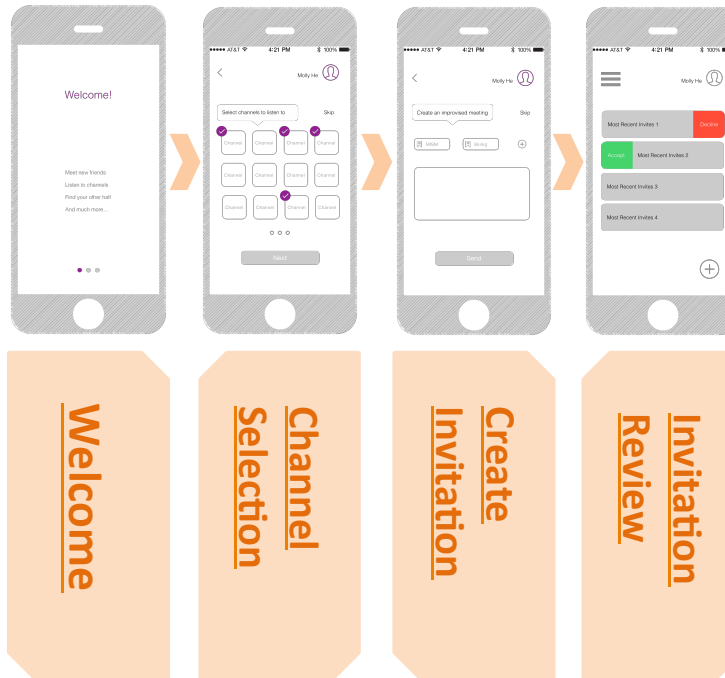 Welcome!
Meet new friends
Listen to channels
Find your other half
And much more...
AT&T 4:21 PM 100%
Molly He
Select channels to listen to
Skip
Channel Channel Channel Channel
Channel Channel Channel Channel
Channel Channel Channel Channel
Next
AT&T 4:21 PM 100%
Molly He
Create an improvised meeting
Skip
Send
AT&T 4:21 PM 100%
Molly He
Most Recent Invites 1 Decline
Accept Most Recent Invites 2
Most Recent Invites 3
Most Recent Invites 4
Welcome
Channel
Selection
Create
Invitation
Invitation
Review